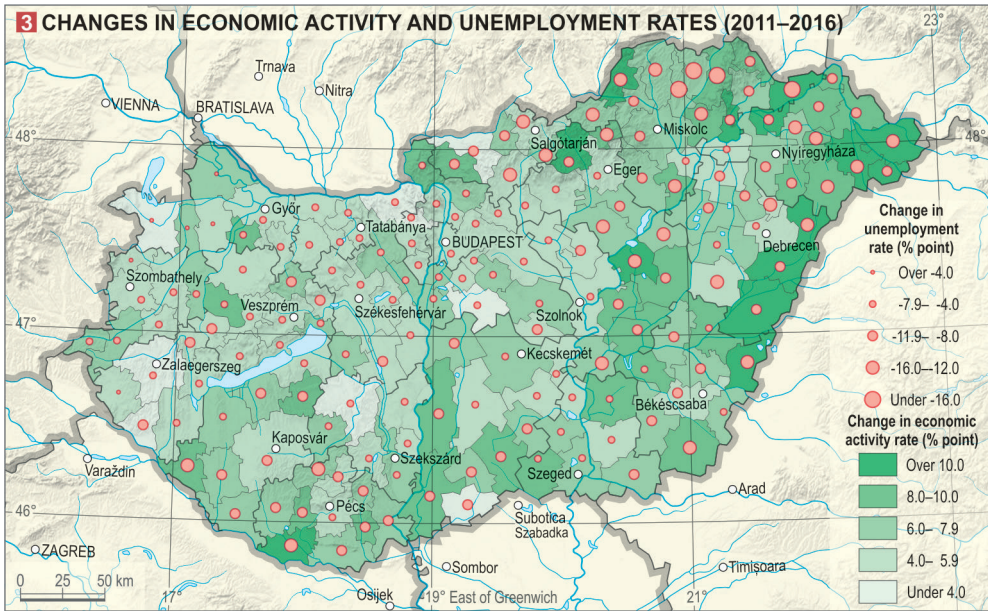 3 CHANGES IN ECONOMIC ACTIVITY AND UNEMPLOYMENT RATES (2011–2016)
23°
Trnava
Nitra
VIENNA
BRATISLAVA
48°
Salgótarján
Miskolc
48°
Eger
Nyíregyháza
Győr
Tatabánya
BUDAPEST
Debrecen
Szombathely
Veszprém
Székesfehérvár
Szolnok
47°
Zalaegerszeg
Kecskemét
Békéscsaba
Kaposvár
Varaždin
Szekszárd
Szeged
Arad
46°
Pécs
Subotica
Szabadka
ZAGREB
Sombor
Timișoara
0 25 50 km
17°
Osijek
19° East of Greenwich
21°
Change in
unemployment
rate (% point)
Over -4.0
-7.9– -4.0
-11.9– -8.0
-16.0–-12.0
Under -16.0
Change in economic
activity rate (% point)
Over 10.0
8.0–10.0
6.0– 7.9
4.0– 5.9
Under 4.0